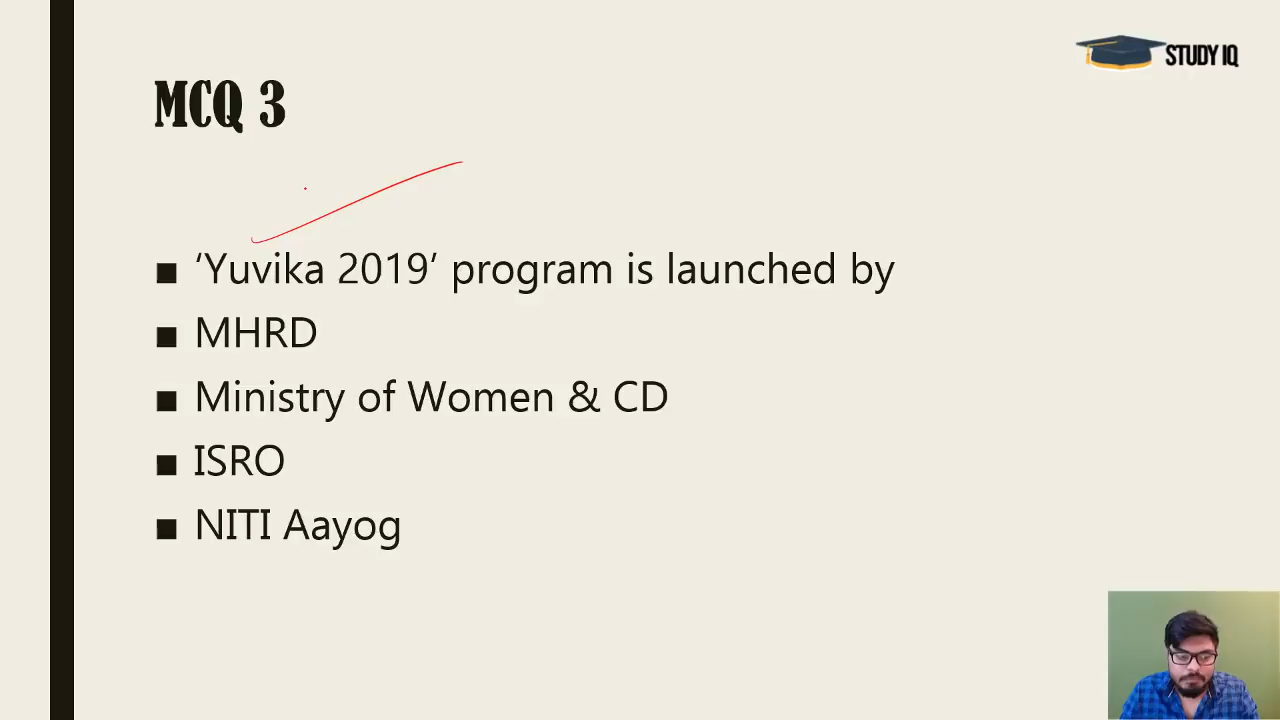 STUDY IQ
MCQ 3
'Yuvika 2019' program is launched by
MHRD
Ministry of Women & CD
ISRO
NITI Aayog